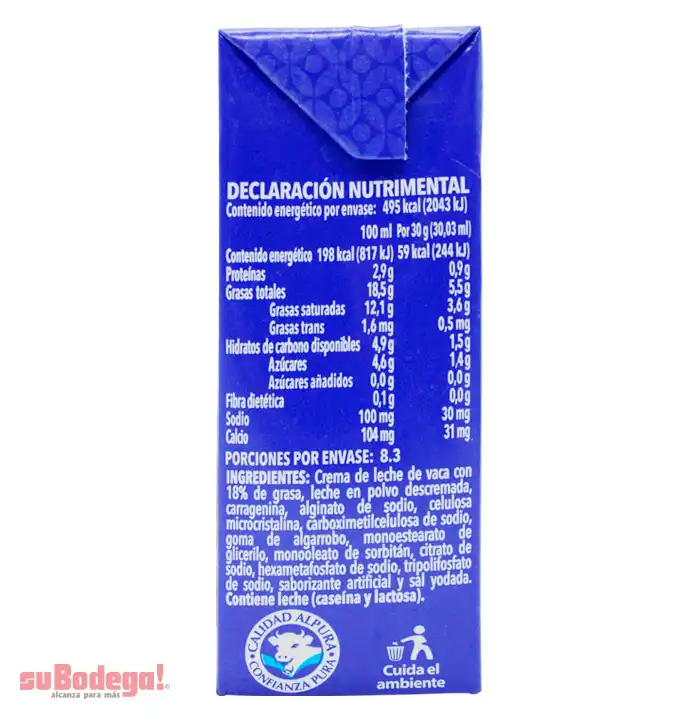 DECLARACIÓN NUTRIMENTAL
Contenido energético por envase: 495 kcal (2043 kJ)
100 ml Por 30 g (30,03 ml)
Contenido energético 198 kcal (817 kJ) 59 kcal (244 kJ)
Proteínas 2,9 g 0,9 g
Grasas totales 18,5 g 5,5 g
Grasas saturadas 12,1 g 3,6 g
Grasas trans 1,6 mg 0,5 mg
Hidratos de carbono disponibles 4,9 g 1,5 g
Azúcares 4,6 g 1,4 g
Azúcares añadidos 0,0 g 0,0 g
Fibra dietética 0,1 g 0,0 g
Sodio 100 mg 30 mg
Calcio 104 mg 31 mg
PORCIONES POR ENVASE: 8.3
INGREDIENTES: Crema de leche de vaca con
18% de grasa, leche en polvo descremada,
carragenina, alginato de sodio, celulosa
microcristalina, carboximetilcelulosa de sodio,
goma de algarrobo, monoestearato de
glicerilo, monooleato de sorbitán, citrato de
sodio, hexametafosfato de sodio, tripolifosfato
de sodio, saborizante artificial y sal yodada.
Contiene leche (caseína y lactosa).
CALIDAD ALPURA
CONFIANZA PURA
Cuida el
ambiente
suBodega!
alcanza para más